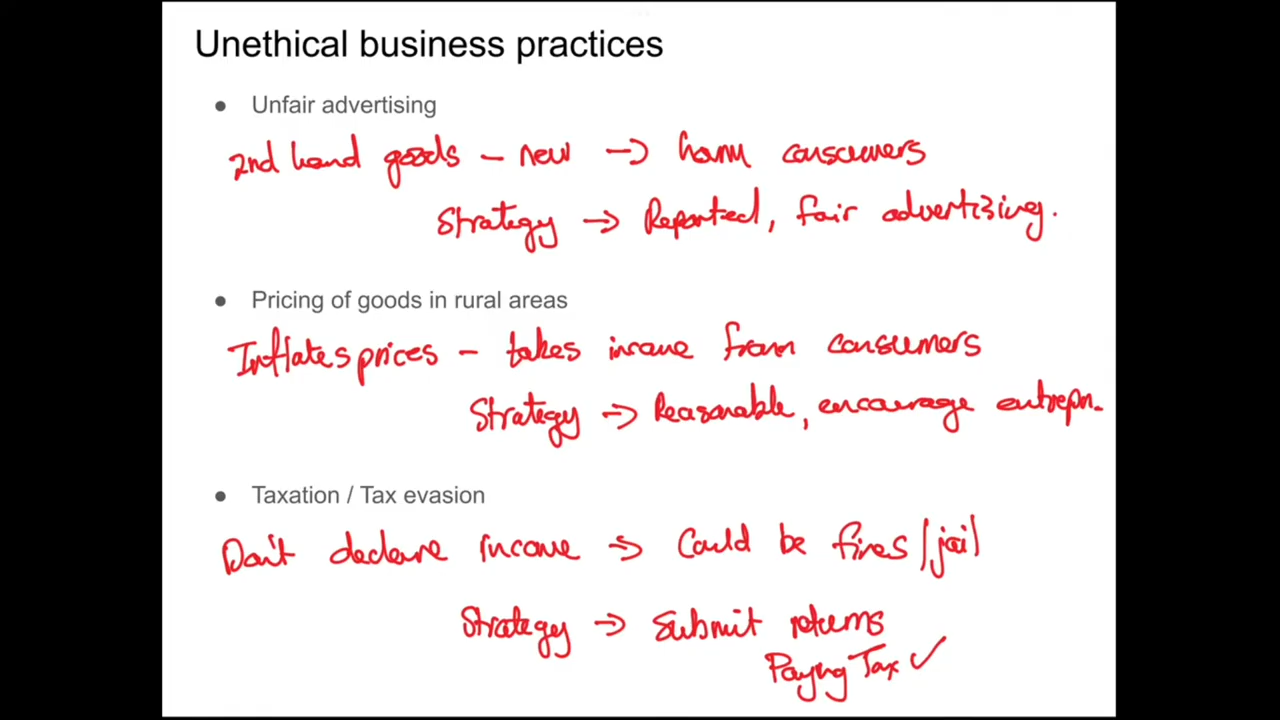 Unethical business practices
● Unfair advertising
2nd hand goods - new → harm consumers
Strategy → Reported, fair advertizing.
● Pricing of goods in rural areas
Inflates prices - takes income from consumers
Strategy → Reasonable, encourage entrepn.
● Taxation / Tax evasion
Don't declare income → Could be fines/jail
Strategy → Submit returns
Paying Tax ✓